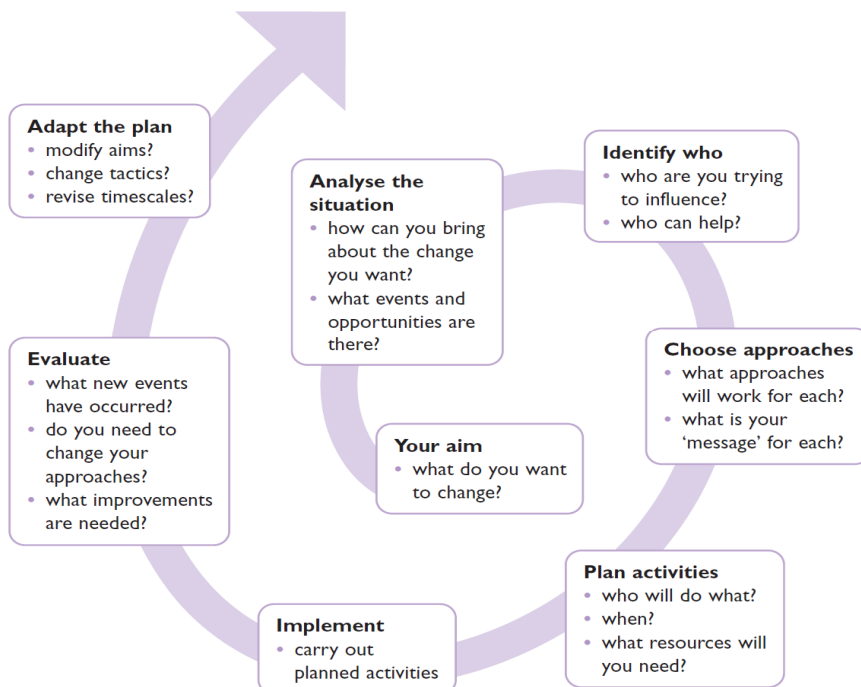 Your aim
• what do you want
to change?
Analyse the
situation
• how can you bring
about the change
you want?
• what events and
opportunities are
there?
Identify who
• who are you trying
to influence?
• who can help?
Choose approaches
• what approaches
will work for each?
• what is your
‘message’ for each?
Plan activities
• who will do what?
• when?
• what resources will
you need?
Implement
• carry out
planned activities
Evaluate
• what new events
have occurred?
• do you need to
change your
approaches?
• what improvements
are needed?
Adapt the plan
• modify aims?
• change tactics?
• revise timescales?